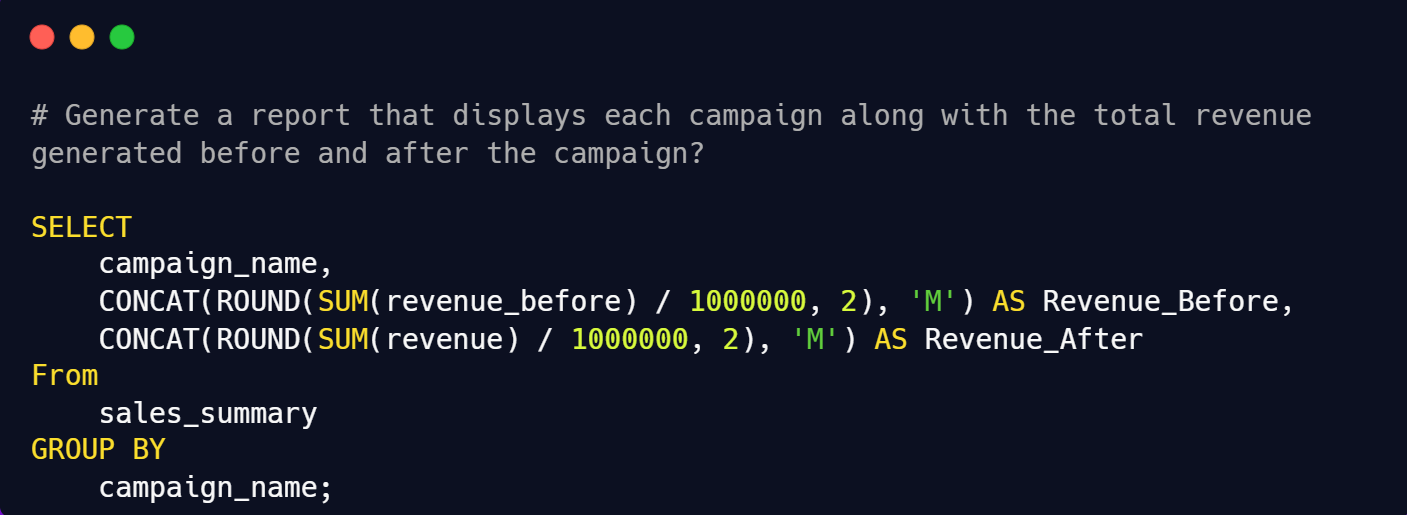 # Generate a report that displays each campaign along with the total revenue
generated before and after the campaign?
SELECT
campaign_name,
CONCAT(ROUND(SUM(revenue_before) / 1000000, 2), 'M') AS Revenue_Before,
CONCAT(ROUND(SUM(revenue) / 1000000, 2), 'M') AS Revenue_After
From
sales_summary
GROUP BY
campaign_name;